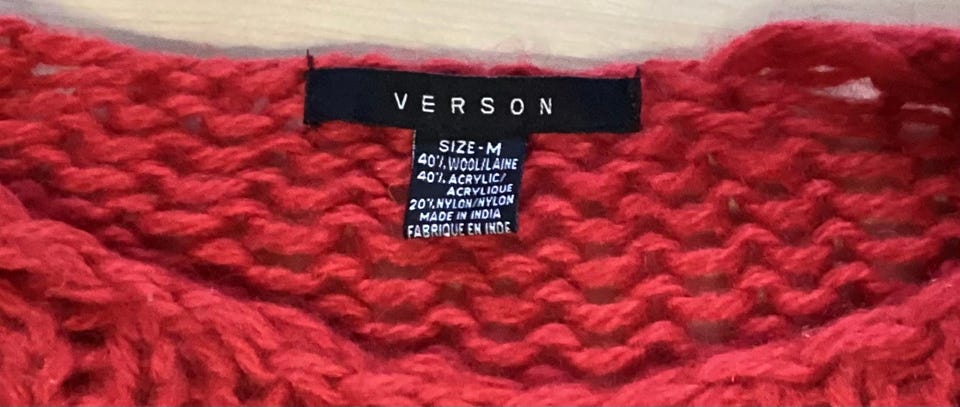 VERSON
SIZE-M
40%, WOOL/LAINE
40%, ACRYLIC/
ACRYLIQUE
20%, NYLON/NYLON
MADE IN INDIA
FABRIQUE EN INDE